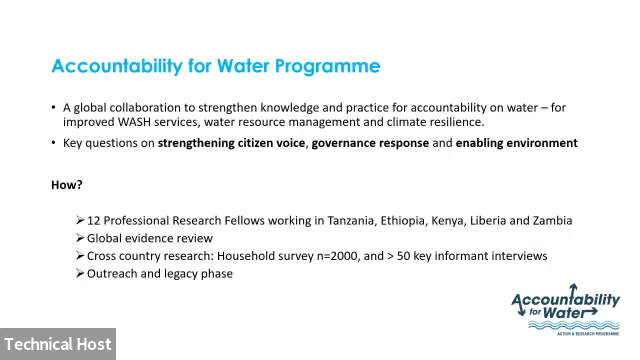 Accountability for Water Programme
• A global collaboration to strengthen knowledge and practice for accountability on water – for
improved WASH services, water resource management and climate resilience.
• Key questions on strengthening citizen voice, governance response and enabling environment
How?
➢ 12 Professional Research Fellows working in Tanzania, Ethiopia, Kenya, Liberia and Zambia
➢ Global evidence review
➢ Cross country research: Household survey n=2000, and > 50 key informant interviews
➢ Outreach and legacy phase
Accountability
for Water
ACTION & RESEARCH PROGRAMME
Technical Host